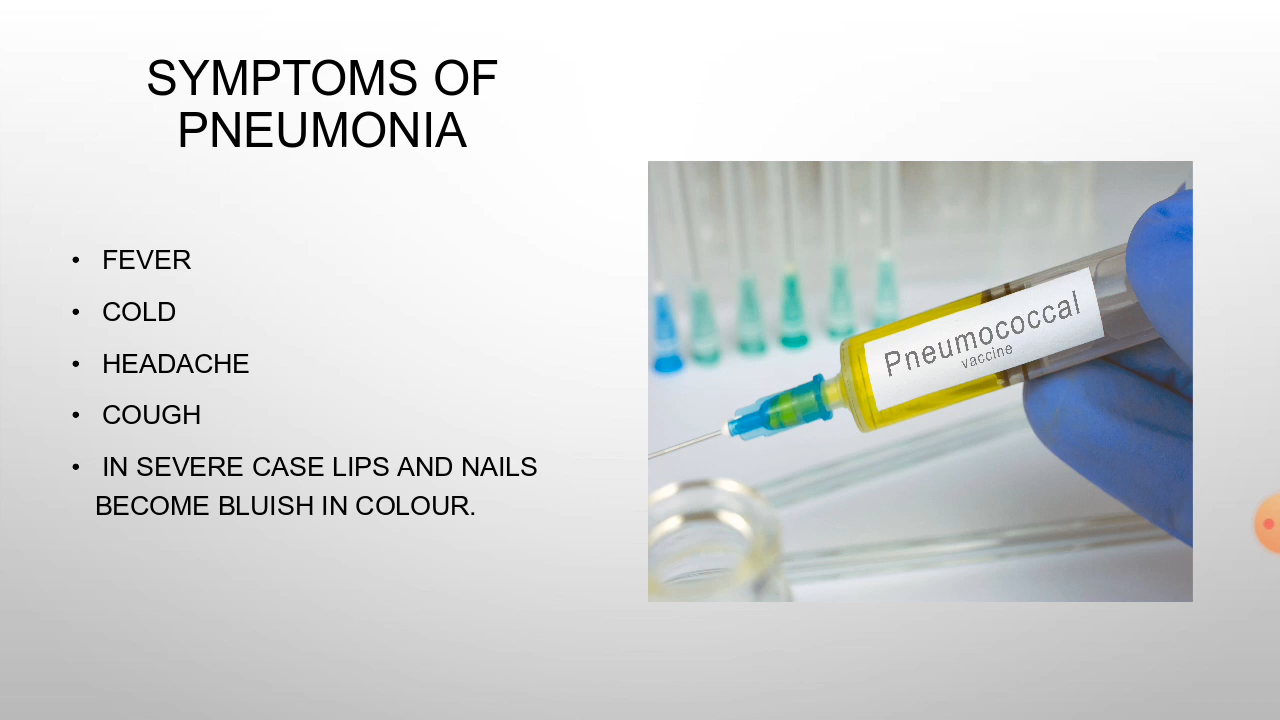 SYMPTOMS OF
PNEUMONIA
• FEVER
• COLD
• HEADACHE
• COUGH
• IN SEVERE CASE LIPS AND NAILS
BECOME BLUISH IN COLOUR.
Pneumococcal
vaccine